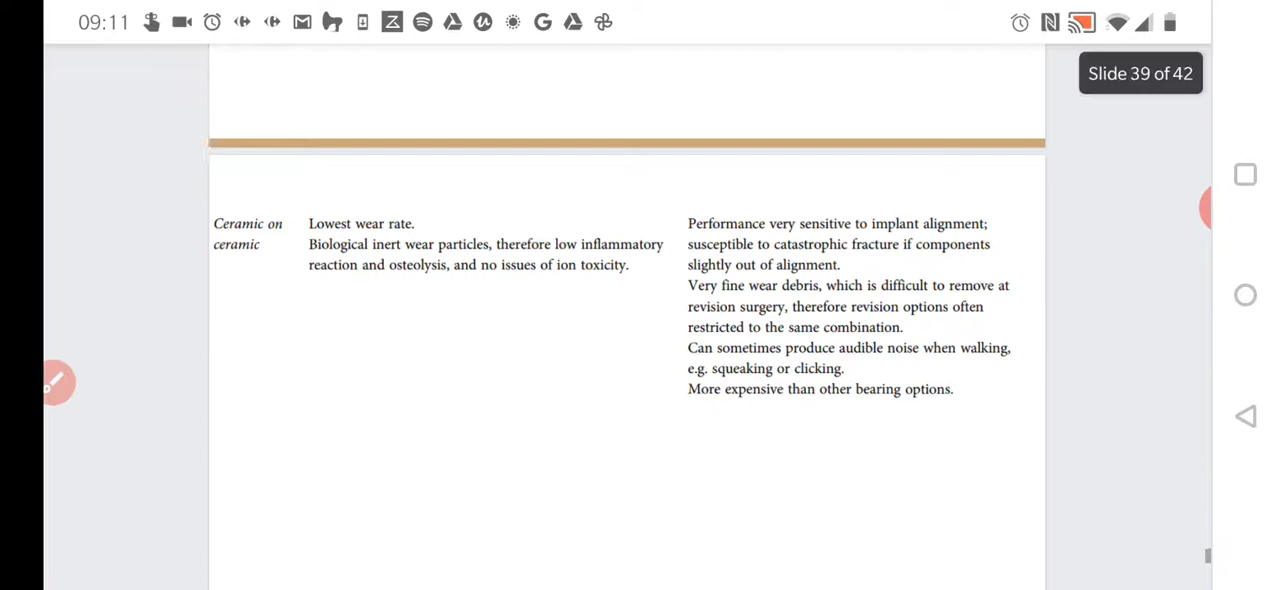 09:11
Slide 39 of 42
Ceramic on
ceramic
Lowest wear rate.
Biological inert wear particles, therefore low inflammatory
reaction and osteolysis, and no issues of ion toxicity.
Performance very sensitive to implant alignment;
susceptible to catastrophic fracture if components
slightly out of alignment.
Very fine wear debris, which is difficult to remove at
revision surgery, therefore revision options often
restricted to the same combination.
Can sometimes produce audible noise when walking,
e.g. squeaking or clicking.
More expensive than other bearing options.